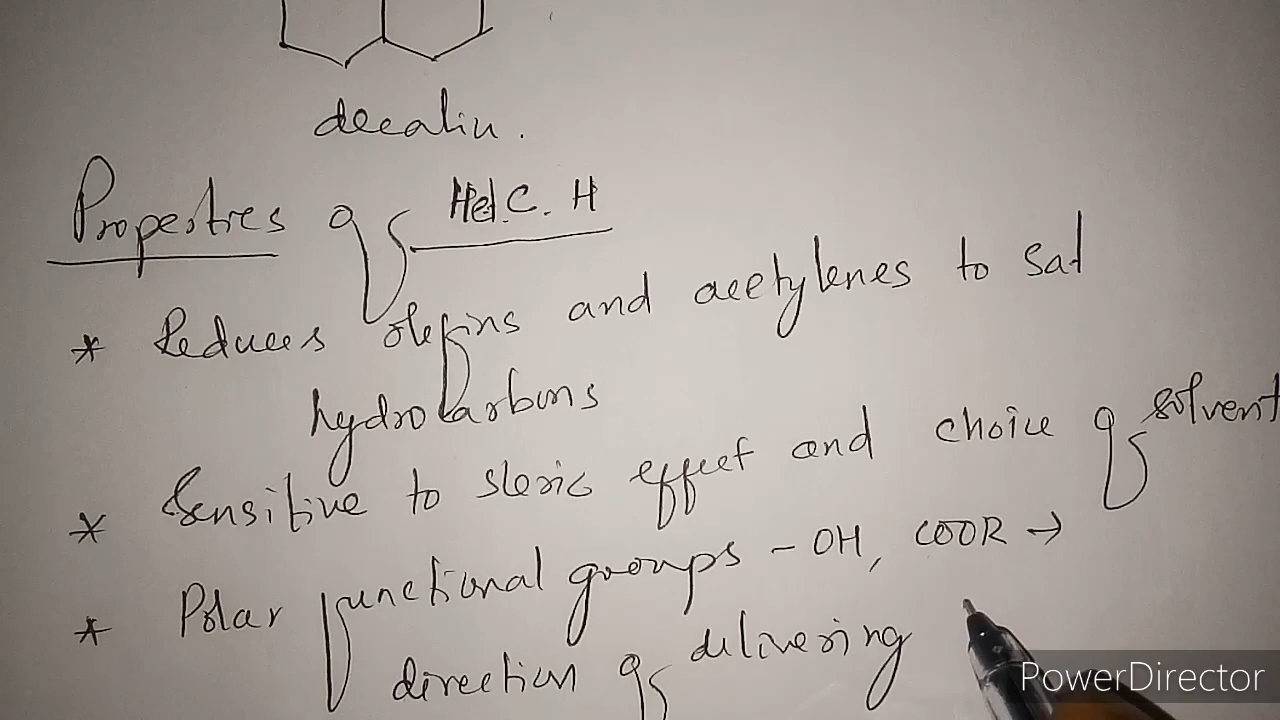 decalin.
Properties of Het. C. H
* Reduces olefins and acetylenes to sat
hydrocarbons
* Sensitive to steric effect and choice of solvent
* Polar functional groups - OH, COOR →
direction of delivering
PowerDirector